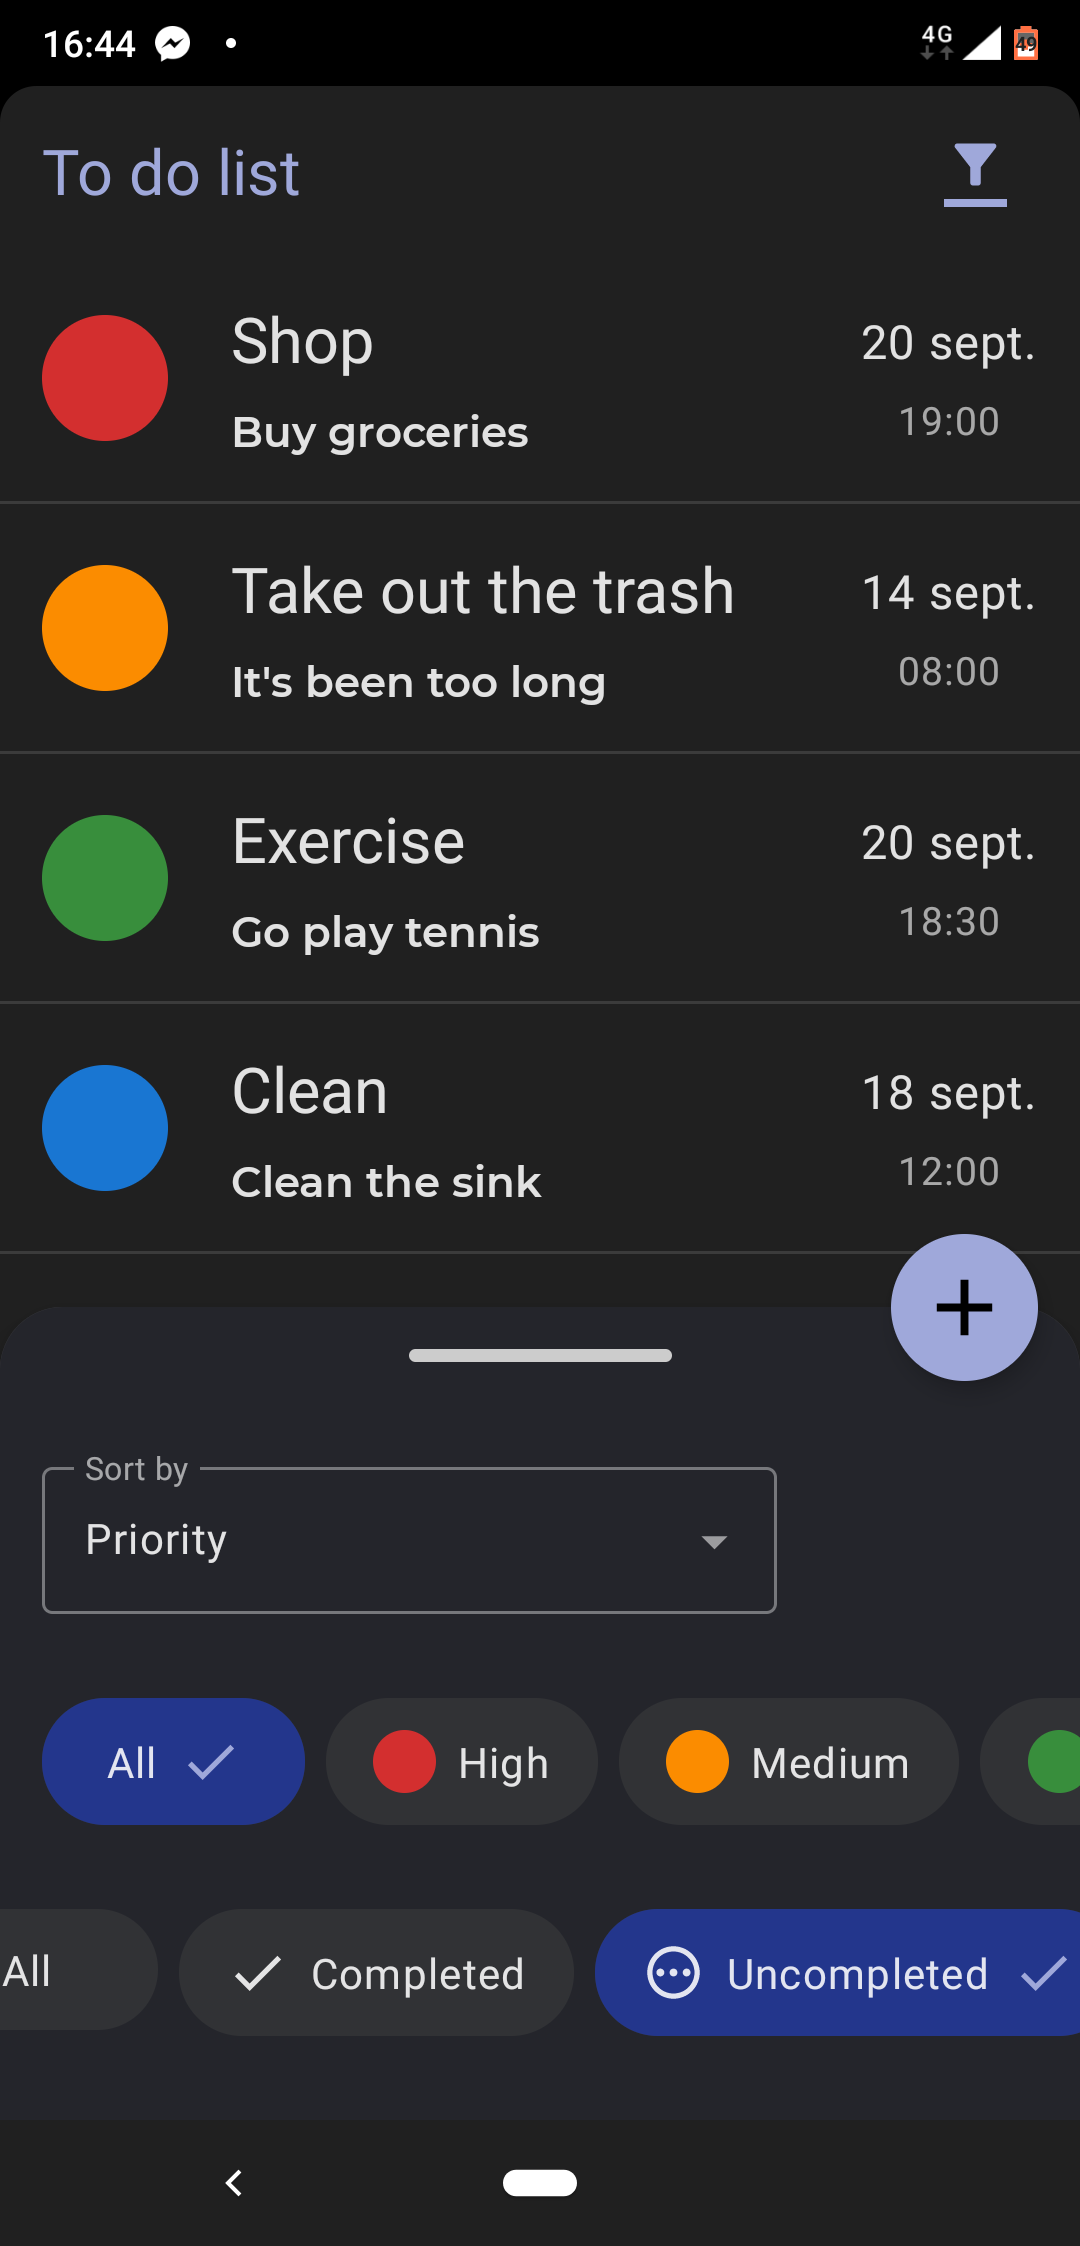 16:44
4G
49
To do list
Shop
20 sept.
Buy groceries
19:00
Take out the trash
14 sept.
It's been too long
08:00
Exercise
20 sept.
Go play tennis
18:30
Clean
18 sept.
Clean the sink
12:00
Sort by
Priority
All
High
Medium
All
Completed
Uncompleted